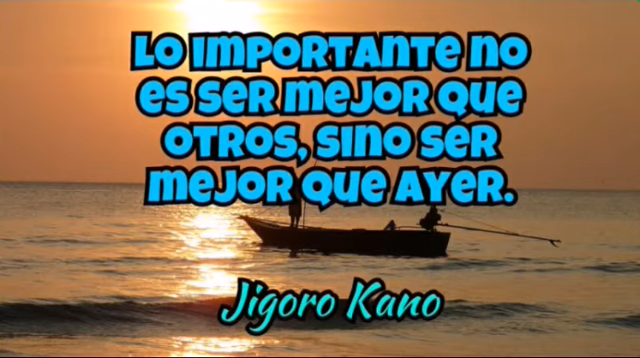 Lo importante no
es ser mejor que
otros, sino ser
mejor que ayer.
Jigoro Kano